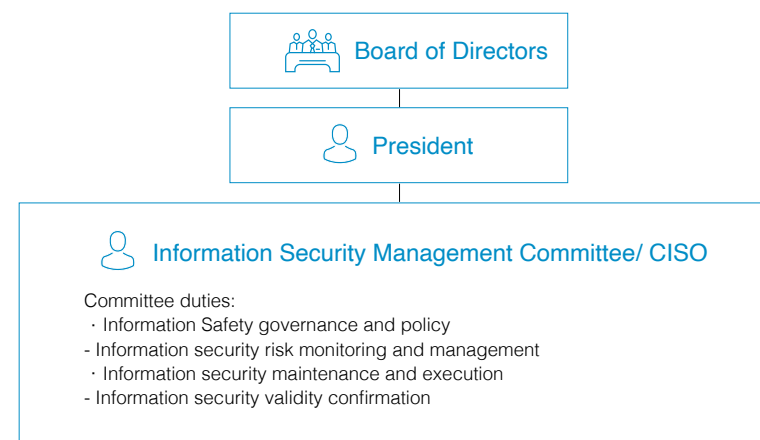 Board of Directors
President
Information Security Management Committee/ CISO
Committee duties:
· Information Safety governance and policy
- Information security risk monitoring and management
· Information security maintenance and execution
- Information security validity confirmation